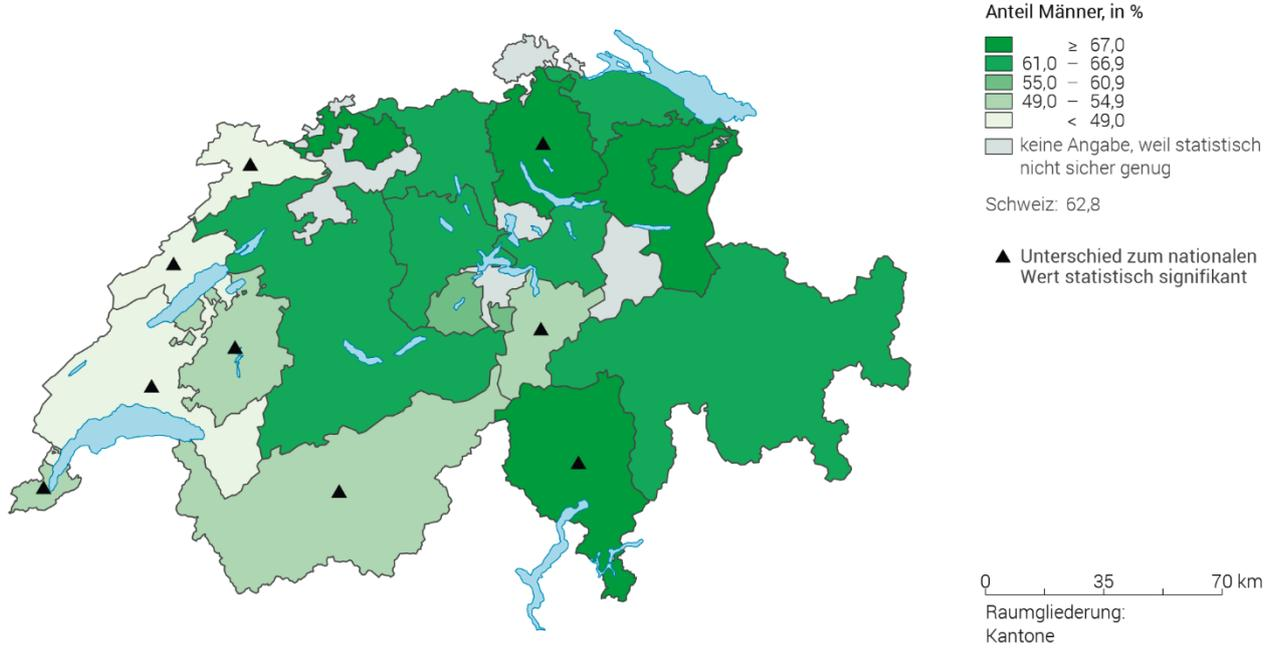 Anteil Männer, in %
≥ 67,0
61,0 – 66,9
55,0 – 60,9
49,0 – 54,9
< 49,0
keine Angabe, weil statistisch
nicht sicher genug
Schweiz: 62,8
Unterschied zum nationalen
Wert statistisch signifikant
0 35 70 km
Raumgliederung:
Kantone